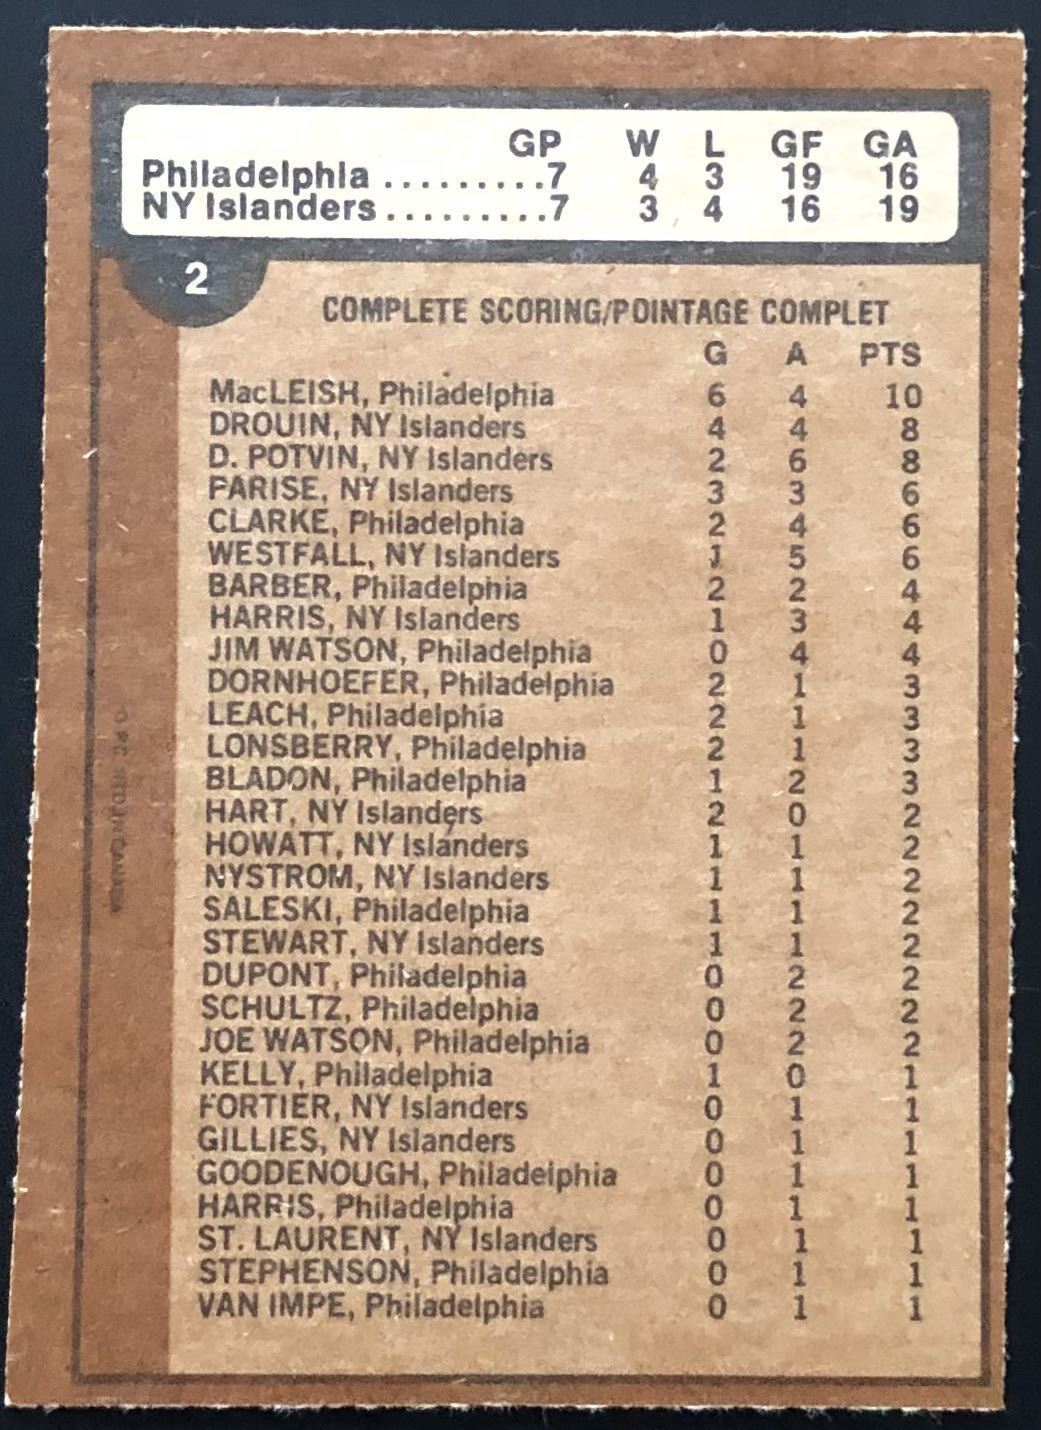 GP W L GF GA
Philadelphia .........7 4 3 19 16
NY Islanders .........7 3 4 16 19
2
COMPLETE SCORING/POINTAGE COMPLET
G A PTS
MacLEISH, Philadelphia 6 4 10
DROUIN, NY Islanders 4 4 8
D. POTVIN, NY Islanders 2 6 8
PARISE, NY Islanders 3 3 6
CLARKE, Philadelphia 2 4 6
WESTFALL, NY Islanders 1 5 6
BARBER, Philadelphia 2 2 4
HARRIS, NY Islanders 1 3 4
JIM WATSON, Philadelphia 0 4 4
DORNHOEFER, Philadelphia 2 1 3
LEACH, Philadelphia 2 1 3
LONSBERRY, Philadelphia 2 1 3
BLADON, Philadelphia 1 2 3
HART, NY Islanders 2 0 2
HOWATT, NY Islanders 1 1 2
NYSTROM, NY Islanders 1 1 2
SALESKI, Philadelphia 1 1 2
STEWART, NY Islanders 1 1 2
DUPONT, Philadelphia 0 2 2
SCHULTZ, Philadelphia 0 2 2
JOE WATSON, Philadelphia 0 2 2
KELLY, Philadelphia 1 0 1
FORTIER, NY Islanders 0 1 1
GILLIES, NY Islanders 0 1 1
GOODENOUGH, Philadelphia 0 1 1
HARRIS, Philadelphia 0 1 1
ST. LAURENT, NY Islanders 0 1 1
STEPHENSON, Philadelphia 0 1 1
VAN IMPE, Philadelphia 0 1 1